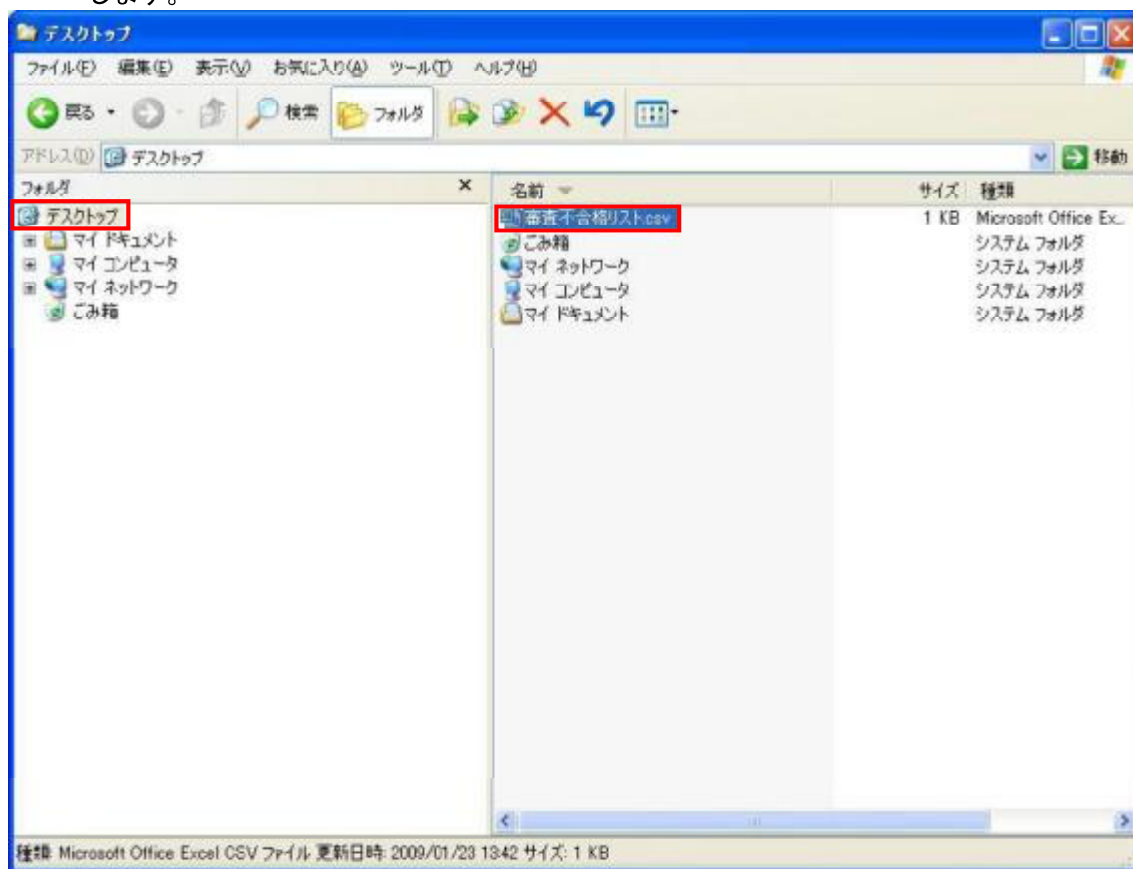 します。
デスクトップ
ファイル(F) 編集(E) 表示(V) お気に入り(A) ツール(T) ヘルプ(H)
戻る 検索 フォルダ
アドレス(D) デスクトップ 移動
フォルダ × 名前 サイズ 種類
デスクトップ 審査不合格リスト.csv 1 KB Microsoft Office Ex...
マイ ドキュメント ごみ箱 システム フォルダ
マイ コンピュータ マイ ネットワーク システム フォルダ
マイ ネットワーク マイ コンピュータ システム フォルダ
ごみ箱 マイ ドキュメント システム フォルダ
種類: Microsoft Office Excel CSV ファイル 更新日時: 2009/01/23 13:42 サイズ: 1 KB